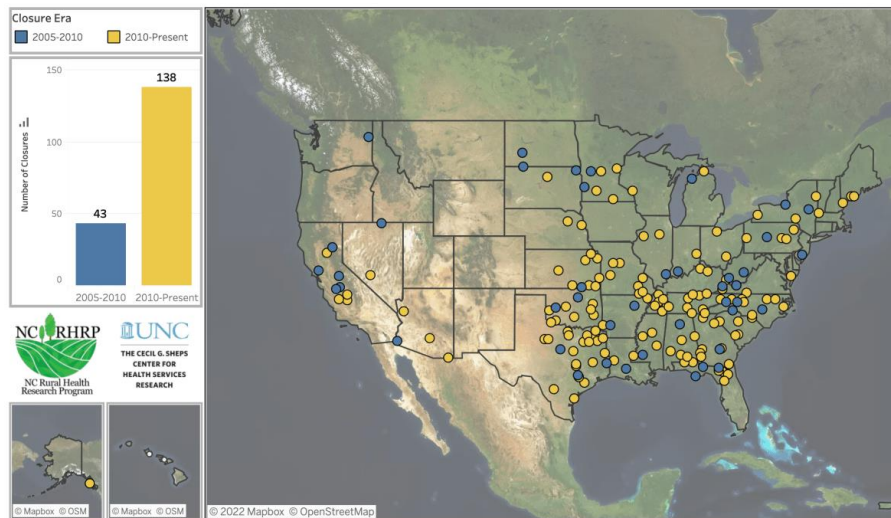 Closure Era
2005-2010
2010-Present
150
138
100
50
43
0
Number of Closures
2005-2010
2010-Present
NC RHRP
NC Rural Health
Research Program
UNC
THE CECIL G. SHEPS
CENTER FOR
HEALTH SERVICES
RESEARCH
© Mapbox © OSM
© Mapbox © OSM
© 2022 Mapbox © OpenStreetMap